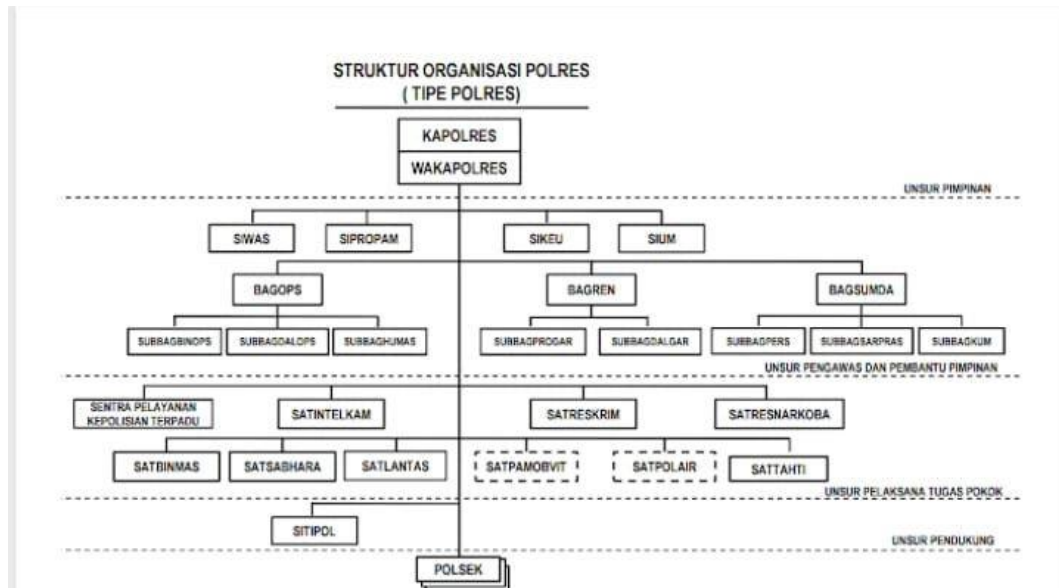 STRUKTUR ORGANISASI POLRES
( TIPE POLRES)
KAPOLRES
WAKAPOLRES
UNSUR PIMPINAN
SIWAS
SIPROPAM
SIKEU
SIUM
BAGOPS
BAGREN
BAGSUMDA
SUBBAGBINOPS
SUBBAGDALOPS
SUBBAGHUMAS
SUBBAGPROGAR
SUBBAGDALGAR
SUBBAGPERS
SUBBAGSARPRAS
SUBBAGKUM
UNSUR PENGAWAS DAN PEMBANTU PIMPINAN
SENTRA PELAYANAN
KEPOLISIAN TERPADU
SATINTELKAM
SATRESKRIM
SATRESNARKOBA
SATBINMAS
SATSABHARA
SATLANTAS
SATPAMOBVIT
SATPOLAIR
SATTAHTI
UNSUR PELAKSANA TUGAS POKOK
SITIPOL
UNSUR PENDUKUNG
POLSEK